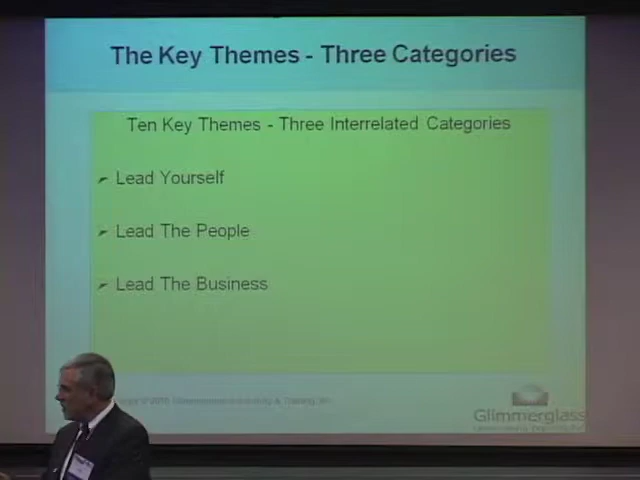 The Key Themes - Three Categories
Ten Key Themes - Three Interrelated Categories
Lead Yourself
Lead The People
Lead The Business
Glimmerglass